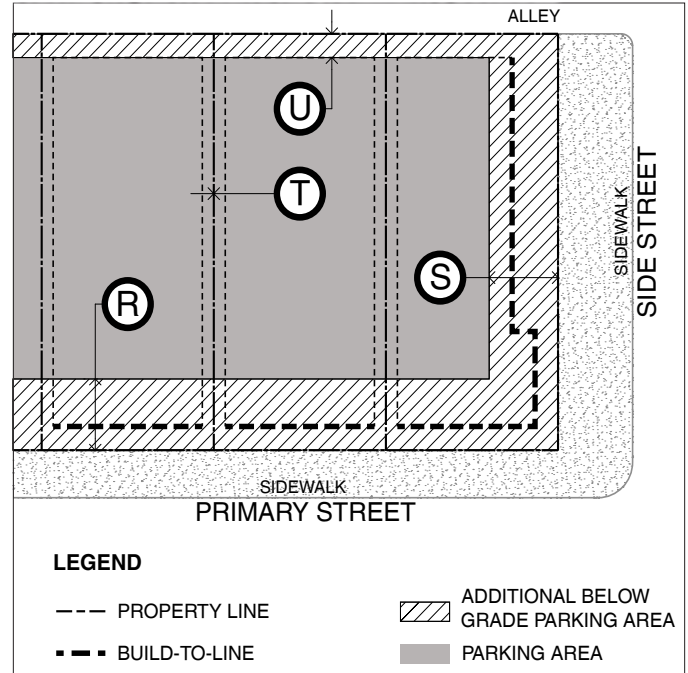 ALLEY
U
T
S
R
SIDEWALK
SIDE STREET
SIDEWALK
PRIMARY STREET
LEGEND
PROPERTY LINE
BUILD-TO-LINE
ADDITIONAL BELOW
GRADE PARKING AREA
PARKING AREA